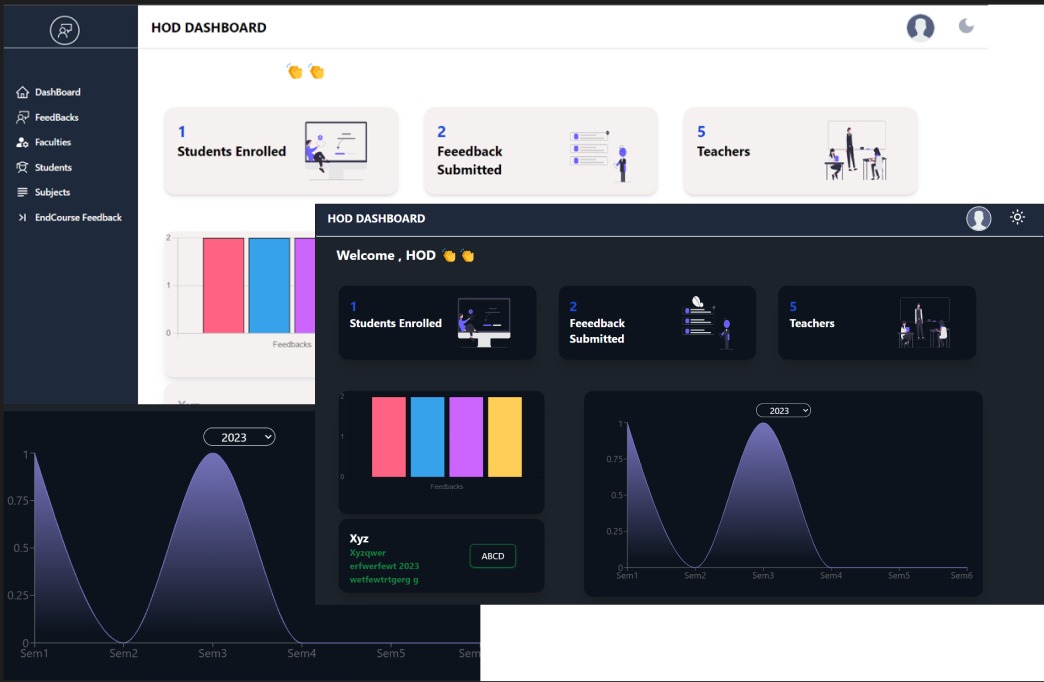 HOD DASHBOARD
DashBoard
FeedBacks
Faculties
Students
Subjects
EndCourse Feedback
1
Students Enrolled
2
Feeedback
Submitted
5
Teachers
2
1
0
Feedbacks
HOD DASHBOARD
Welcome , HOD
1
Students Enrolled
2
Feeedback
Submitted
5
Teachers
2
1
0
Feedbacks
Xyz
Xyzqwer
erfwerfewt 2023
wetfewtrtgerg g
ABCD
2023
1
0.75
0.5
0.25
0
Sem1 Sem2 Sem3 Sem4 Sem5 Sem6
2023
1
0.75
0.5
0.25
0
Sem1 Sem2 Sem3 Sem4 Sem5 Sem